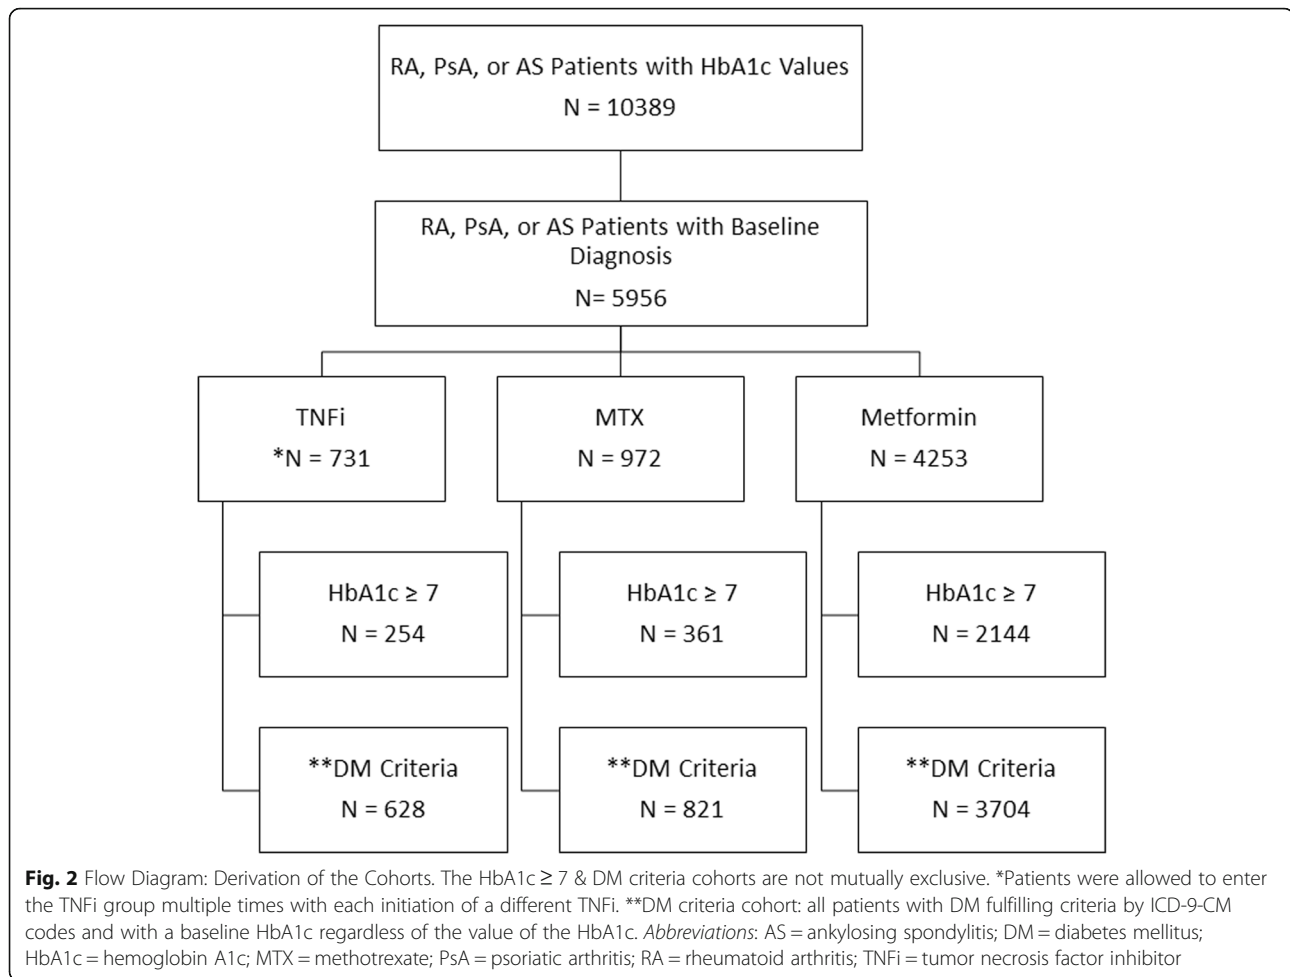 RA, PsA, or AS Patients with HbA1c Values
N = 10389
RA, PsA, or AS Patients with Baseline
Diagnosis
N= 5956
TNFi
*N = 731
MTX
N = 972
Metformin
N = 4253
HbA1c ≥ 7
N = 254
HbA1c ≥ 7
N = 361
HbA1c ≥ 7
N = 2144
**DM Criteria
N = 628
**DM Criteria
N = 821
**DM Criteria
N = 3704
Fig. 2 Flow Diagram: Derivation of the Cohorts. The HbA1c ≥ 7 & DM criteria cohorts are not mutually exclusive. *Patients were allowed to enter
the TNFi group multiple times with each initiation of a different TNFi. **DM criteria cohort: all patients with DM fulfilling criteria by ICD-9-CM
codes and with a baseline HbA1c regardless of the value of the HbA1c. Abbreviations: AS = ankylosing spondylitis; DM = diabetes mellitus;
HbA1c = hemoglobin A1c; MTX = methotrexate; PsA = psoriatic arthritis; RA = rheumatoid arthritis; TNFi = tumor necrosis factor inhibitor